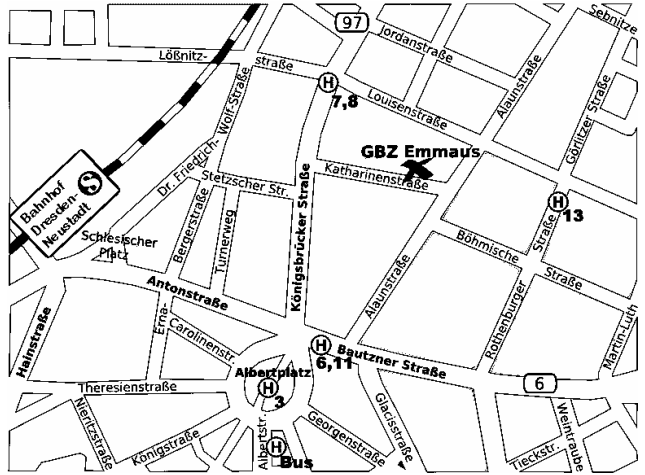 97
Sebnitze
Jordanstraße
Lößnitz-
straße
H
7,8
Louisenstraße
Alaunstraße
Görlitzer Straße
Dr. Friedrich-
Wolf-Straße
GBZ Emmaus
Katharinenstraße
Stetzscher Str.
Bahnhof
Dresden-
Neustadt
H
13
Schlesischer
Platz
Bergerstraße
Erna-
Turnerweg
Königsbrücker Straße
Böhmische
Straße
Straße
Rothenburger
Alaunstraße
Antonstraße
Hainstraße
Carolinenstr.
Martin-Luth
H
6,11
Bautzner Straße
6
Albertplatz
H
3
Theresienstraße
Nieritzstraße
Königstraße
Albertstr.
H
Bus
Georgenstraße
Glacisstraße
Tieckstr.
Weintraube